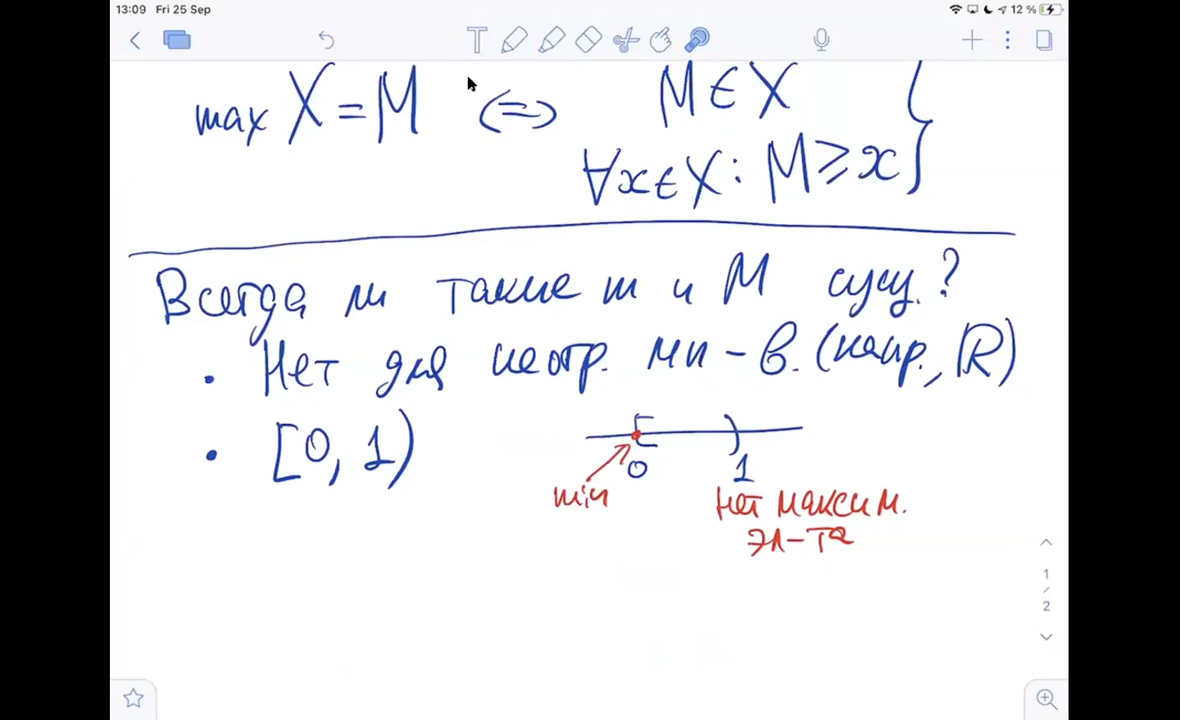 13:09 Fri 25 Sep 12 %
max X = M <=> M ∈ X
∀x∈X: M ⩾ x
Всегда ли такие m и M сущ.?
• Нет для неогр. мн-в. (напр., ℝ)
• [0, 1)
0 1
min нет максим.
эл-та
1
/
2